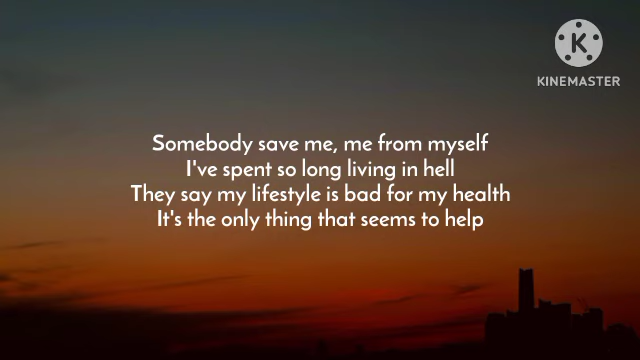 K
KINEMASTER
Somebody save me, me from myself
I've spent so long living in hell
They say my lifestyle is bad for my health
It's the only thing that seems to help